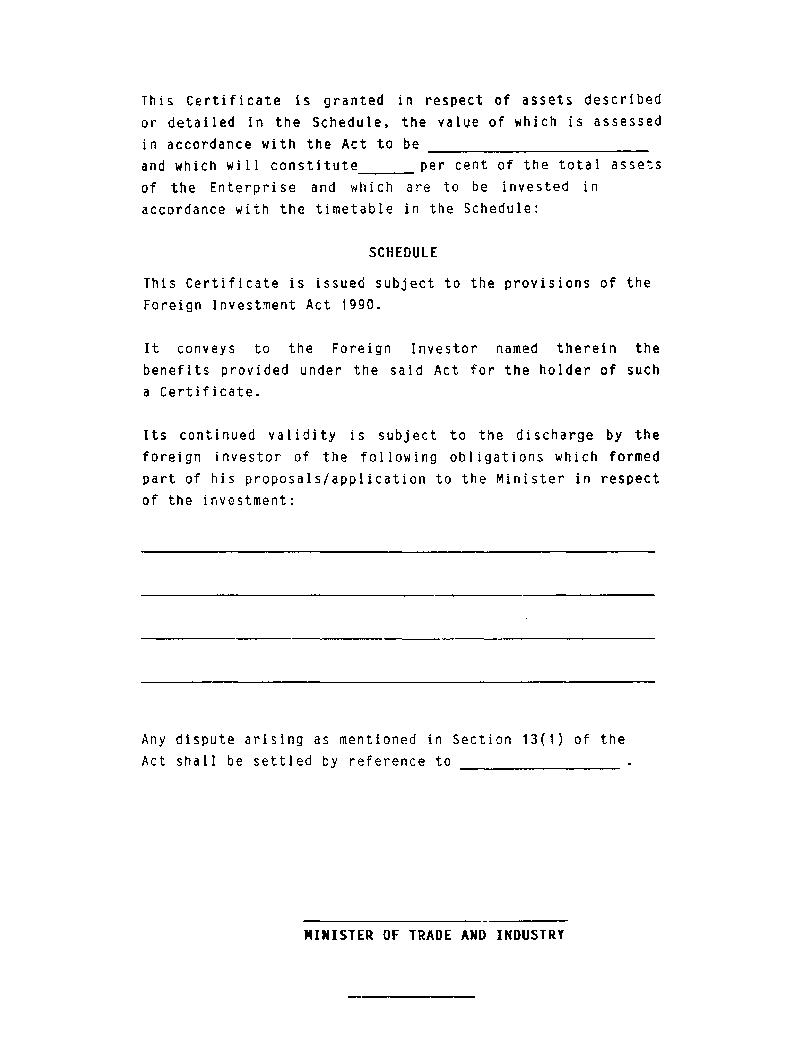 This Certificate is granted in respect of assets described
or detailed in the Schedule, the value of which is assessed
in accordance with the Act to be ____________________
and which will constitute______ per cent of the total assets
of the Enterprise and which are to be invested in
accordance with the timetable in the Schedule:
SCHEDULE
This Certificate is issued subject to the provisions of the
Foreign Investment Act 1990.
It conveys to the Foreign Investor named therein the
benefits provided under the said Act for the holder of such
a Certificate.
Its continued validity is subject to the discharge by the
foreign investor of the following obligations which formed
part of his proposals/application to the Minister in respect
of the investment:
Any dispute arising as mentioned in Section 13(1) of the
Act shall be settled by reference to __________________ .
MINISTER OF TRADE AND INDUSTRY